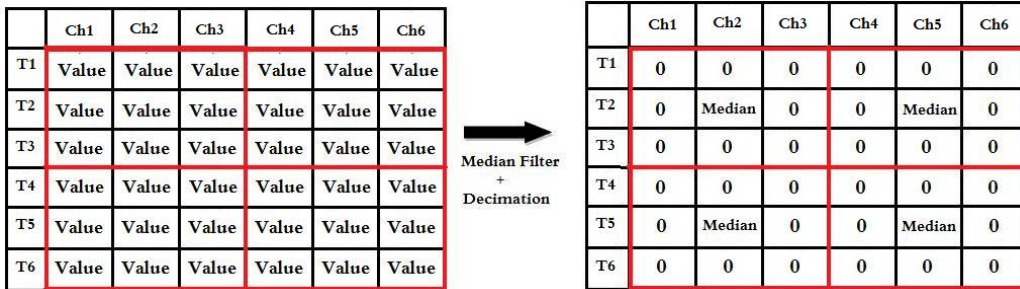 Ch1 Ch2 Ch3 Ch4 Ch5 Ch6
T1 Value Value Value Value Value Value
T2 Value Value Value Value Value Value
T3 Value Value Value Value Value Value
T4 Value Value Value Value Value Value
T5 Value Value Value Value Value Value
T6 Value Value Value Value Value Value
Median Filter
+
Decimation
Ch1 Ch2 Ch3 Ch4 Ch5 Ch6
T1 0 0 0 0 0 0
T2 0 Median 0 0 Median 0
T3 0 0 0 0 0 0
T4 0 0 0 0 0 0
T5 0 Median 0 0 Median 0
T6 0 0 0 0 0 0